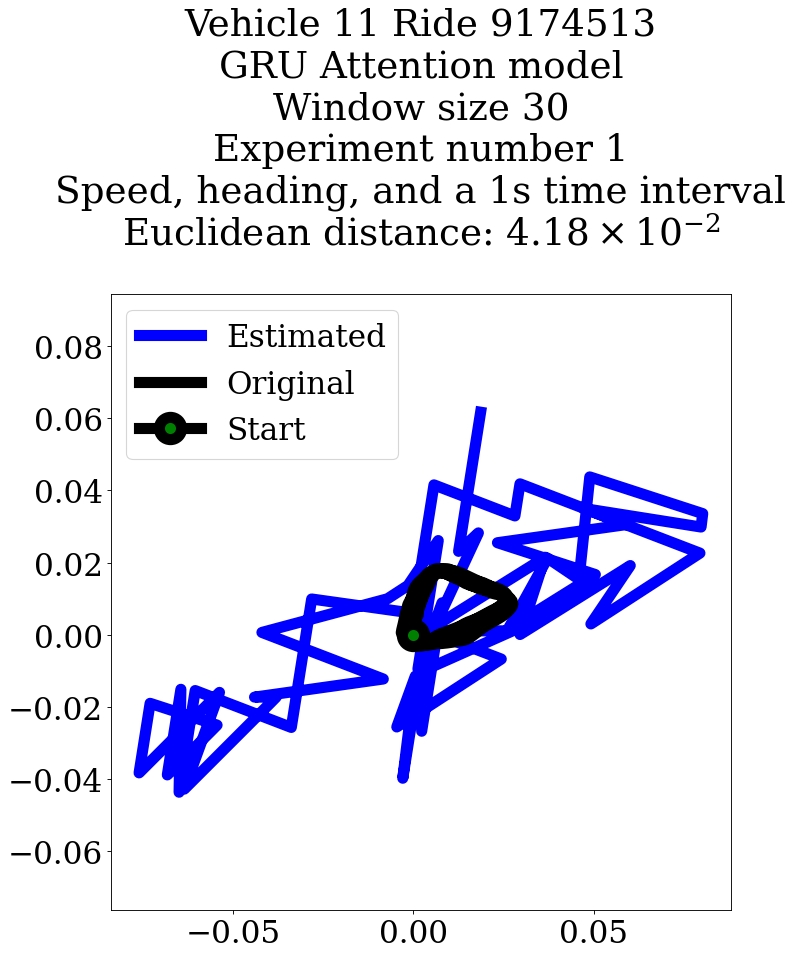 Vehicle 11 Ride 9174513
GRU Attention model
Window size 30
Experiment number 1
Speed, heading, and a 1s time interval
Euclidean distance: 4.18 × 10⁻²
Estimated
Original
Start
0.08
0.06
0.04
0.02
0.00
−0.02
−0.04
−0.06
−0.05
0.00
0.05